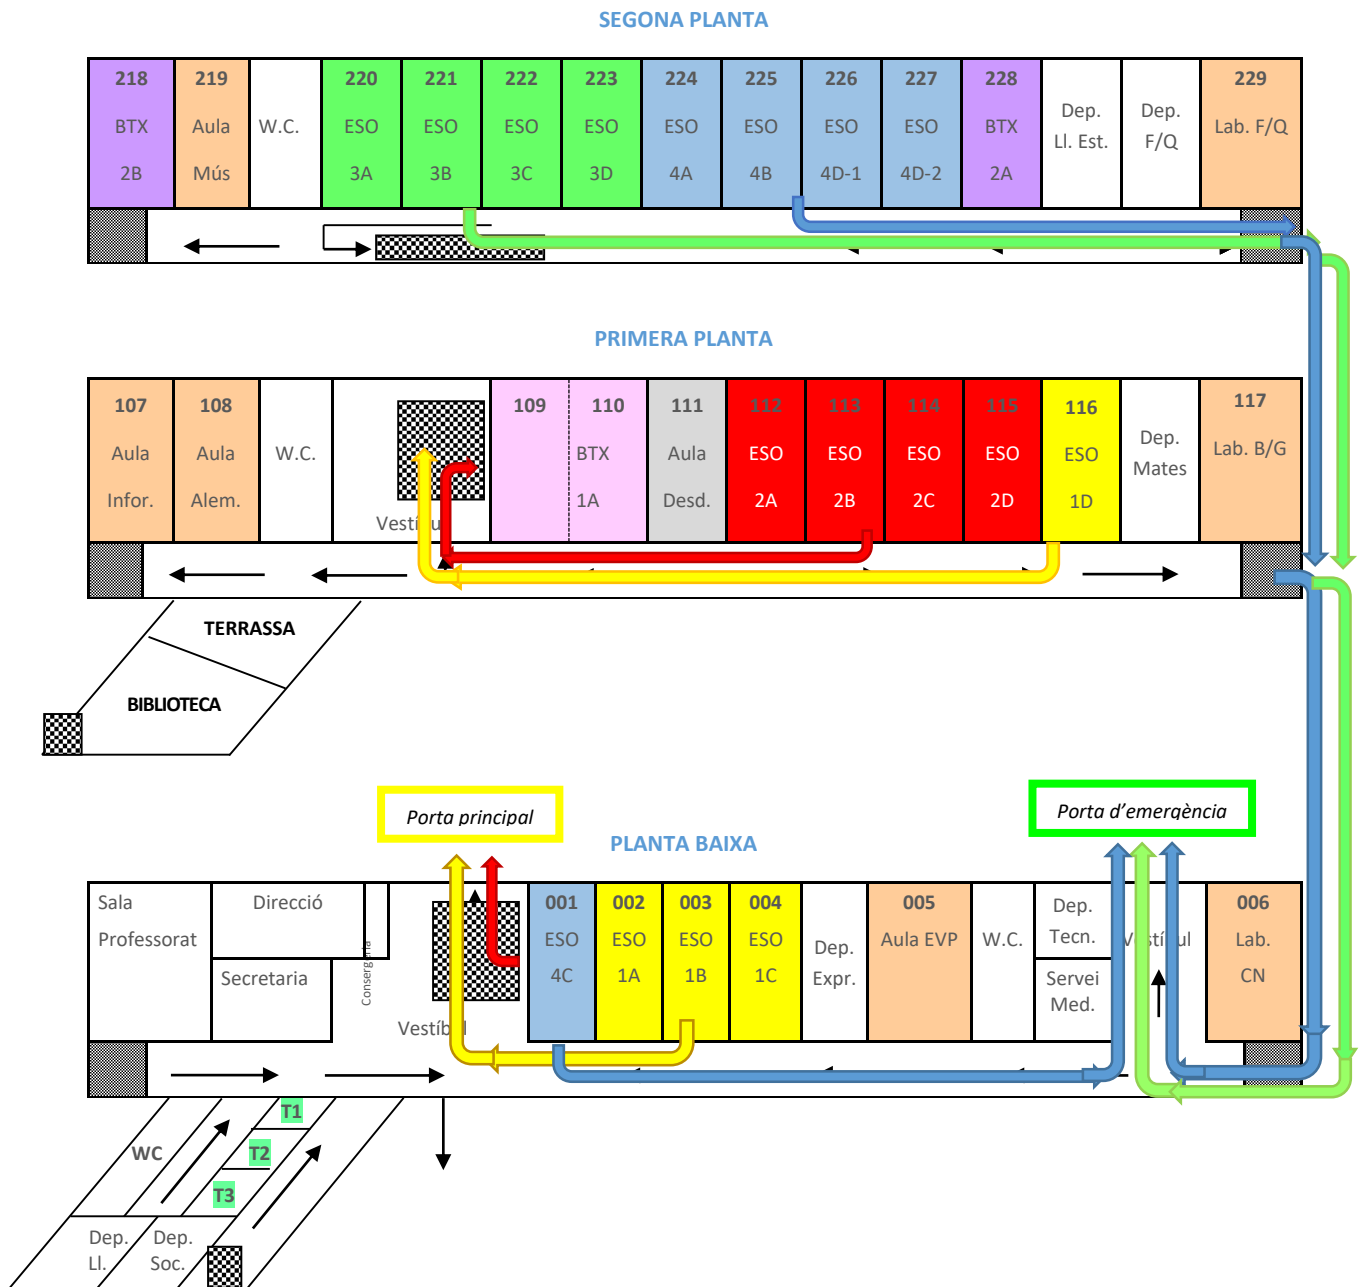 SEGONA PLANTA
218 219 220 221 222 223 224 225 226 227 228 229
BTX Aula W.C. ESO ESO ESO ESO ESO ESO ESO ESO BTX Dep. Dep. Lab. F/Q
Ll. Est. F/Q
2B Mús 3A 3B 3C 3D 4A 4B 4D-1 4D-2 2A
PRIMERA PLANTA
107 108 109 110 111 112 113 114 115 116 117
Aula Aula W.C. BTX Aula ESO ESO ESO ESO ESO Dep. Lab. B/G
Mates
Infor. Alem. 1A Desd. 2A 2B 2C 2D 1D
Vestíbul
TERRASSA
BIBLIOTECA
Porta principal
Porta d'emergència
PLANTA BAIXA
Sala Direcció 001 002 003 004 005 Dep. 006
Professorat ESO ESO ESO ESO Dep. Aula EVP W.C. Tecn. Vestíbul Lab.
Secretaria Consergeria 4C 1A 1B 1C Expr. Servei CN
Med.
Vestíbul
T1
WC T2
T3
Dep. Dep.
Ll. Soc.